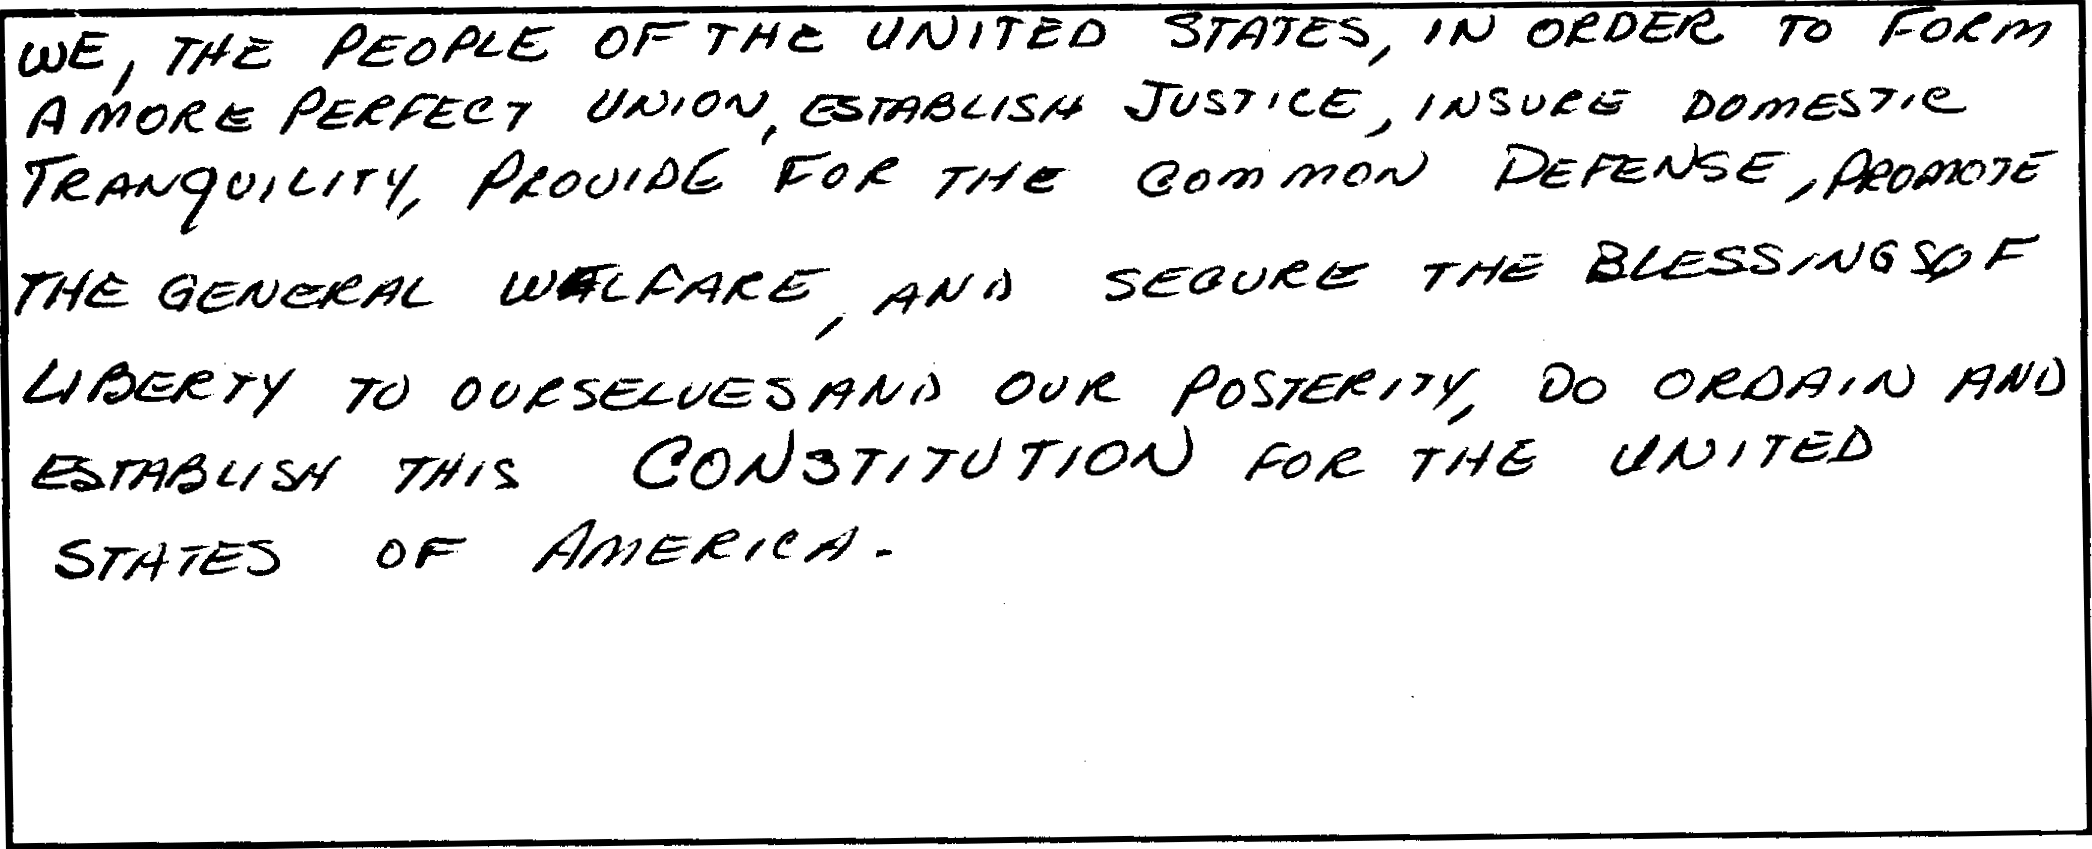 WE, THE PEOPLE OF THE UNITED STATES, IN ORDER TO FORM
A MORE PERFECT UNION, ESTABLISH JUSTICE, INSURE DOMESTIC
TRANQUILITY, PROVIDE FOR THE COMMON DEFENSE, PROMOTE
THE GENERAL WELFARE, AND SECURE THE BLESSINGS OF
LIBERTY TO OURSELVES AND OUR POSTERITY, DO ORDAIN AND
ESTABLISH THIS CONSTITUTION FOR THE UNITED
STATES OF AMERICA.